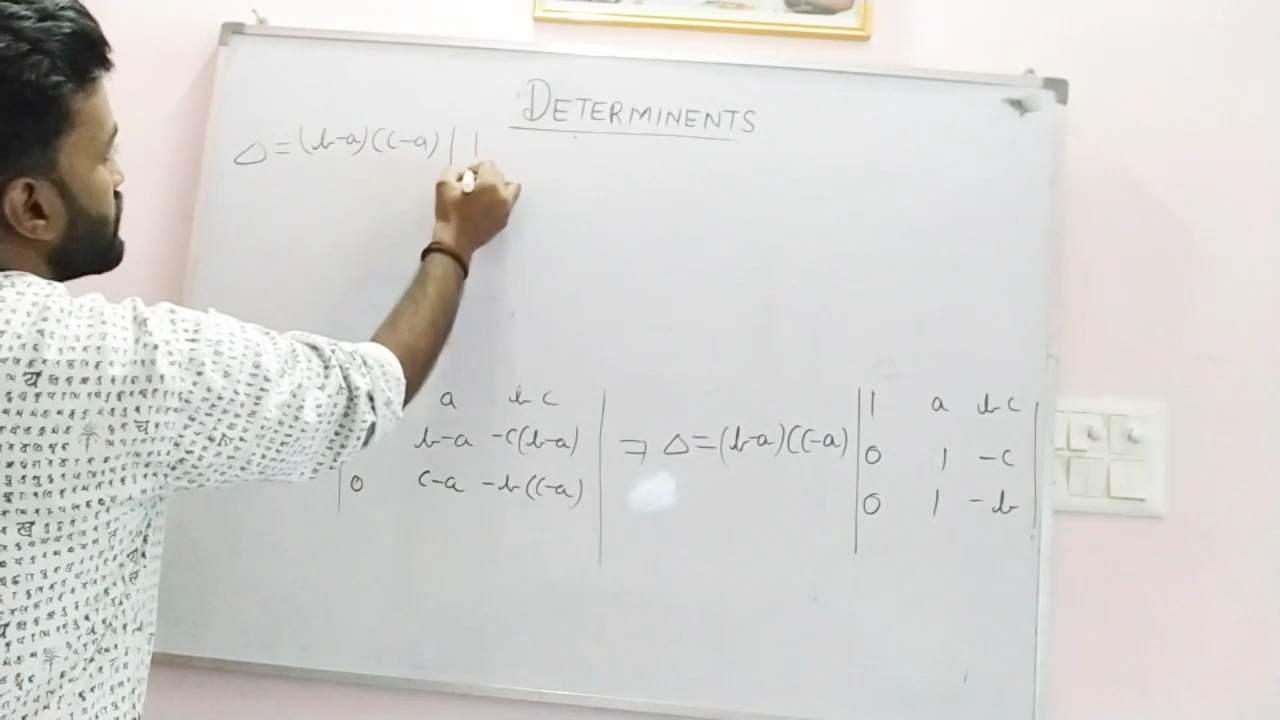 DETERMINENTS
Δ = (b-a)(c-a) | 1
a bc | | 1 a bc |
b-a -c(b-a) | ⇒ Δ = (b-a)(c-a) | 0 1 -c |
| 0 c-a -b(c-a) | | 0 1 -b |